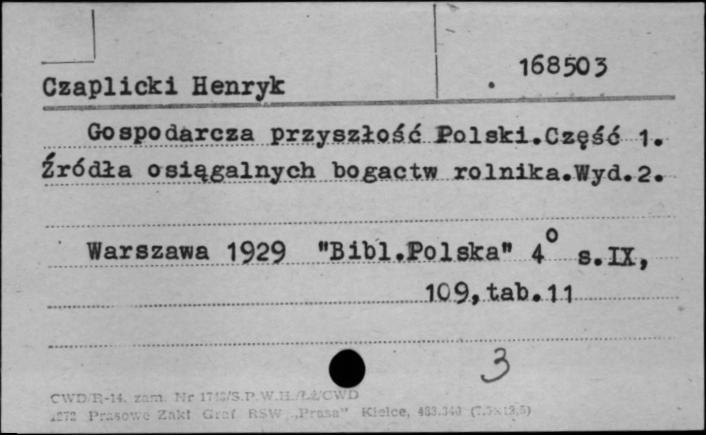 168503
Czaplicki Henryk
Gospodarcza przyszłość Polski.Część 1.
Źródła osiągalnych bogactw rolnika.Wyd.2.
Warszawa 1929 "Bibl.Polska" 4° s.IX,
109,tab.11
3
CWD/R-14. zam. Nr
Prasowe Zakł Graf RSW „Prasa" Kielce,